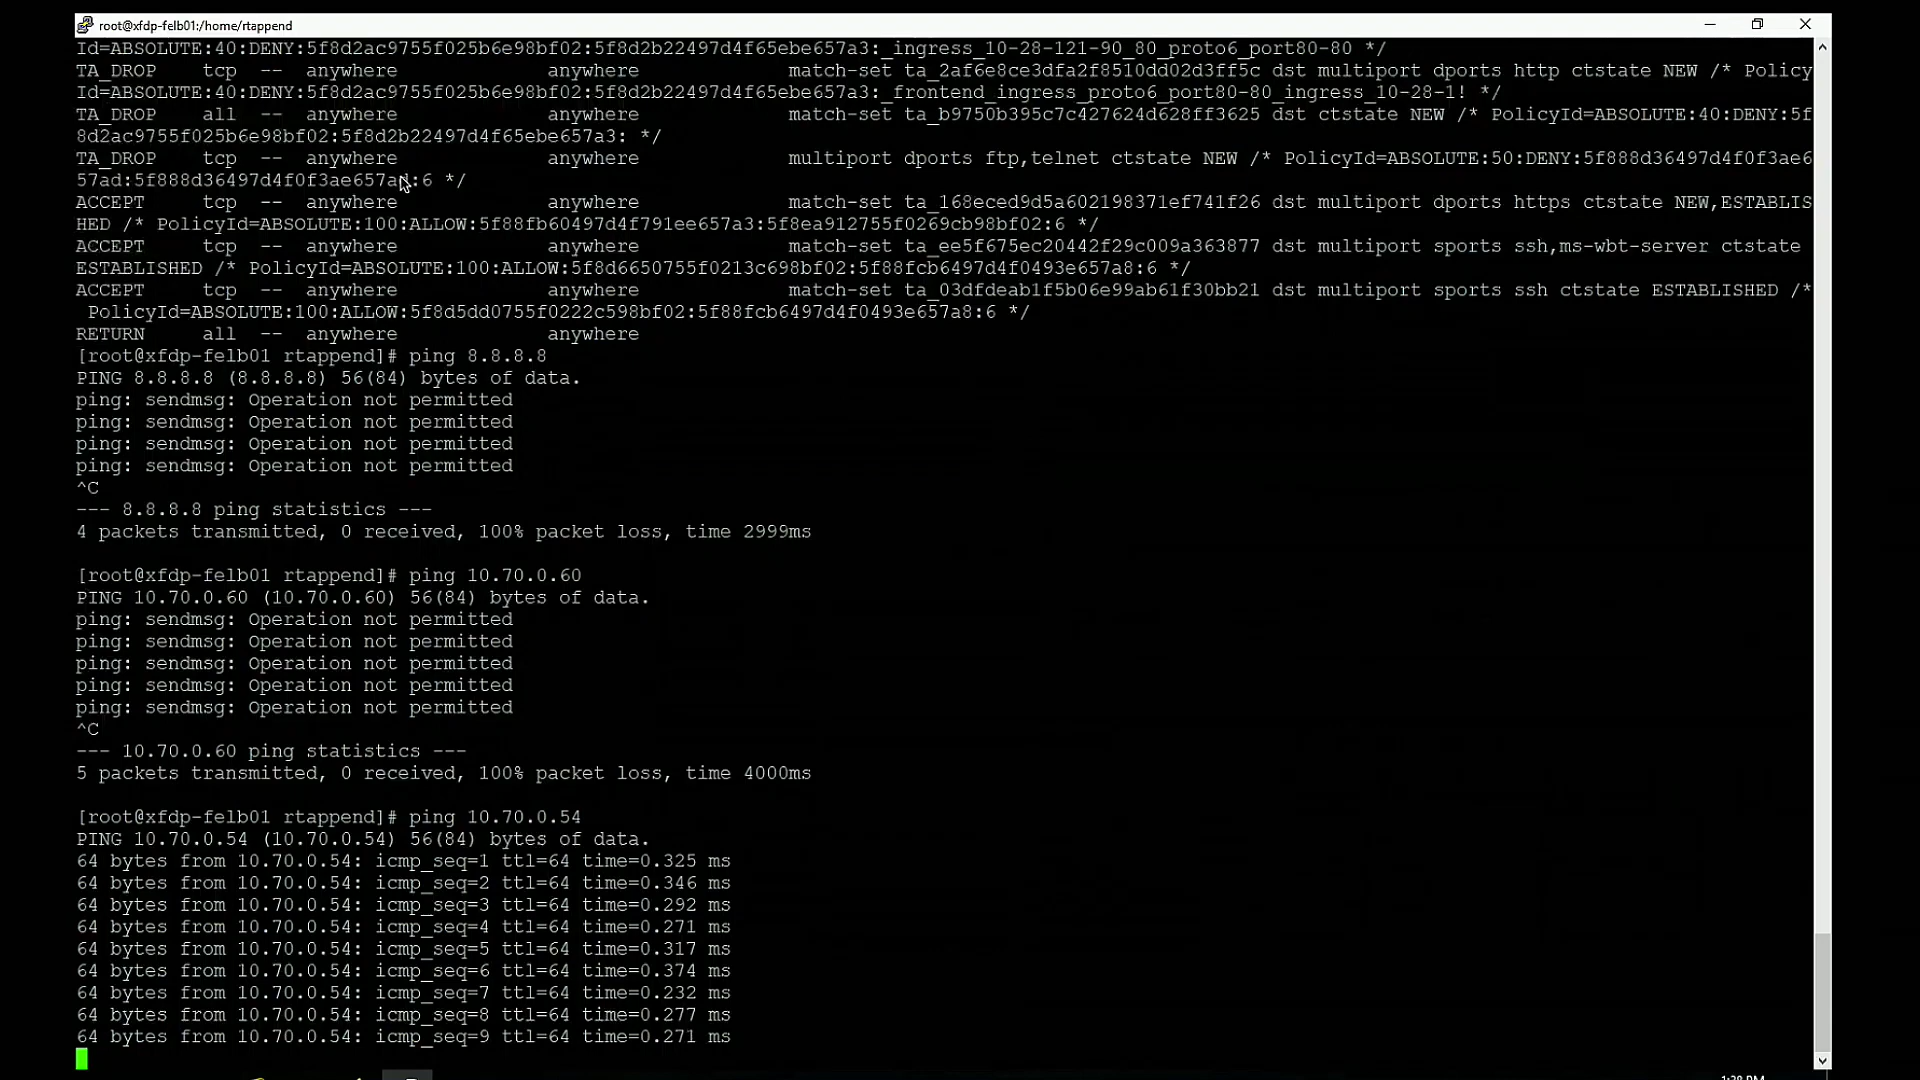 root@xfdp-felb01:/home/rtappend
Id=ABSOLUTE:40:DENY:5f8d2ac9755f025b6e98bf02:5f8d2b22497d4f65ebe657a3:_ingress_10-28-121-90_80_proto6_port80-80 */
TA_DROP    tcp  --  anywhere             anywhere             match-set ta_2af6e8ce3dfa2f8510dd02d3ff5c dst multiport dports http ctstate NEW /* Policy
Id=ABSOLUTE:40:DENY:5f8d2ac9755f025b6e98bf02:5f8d2b22497d4f65ebe657a3:_frontend_ingress_proto6_port80-80_ingress_10-28-1! */
TA_DROP    all  --  anywhere             anywhere             match-set ta_b9750b395c7c427624d628ff3625 dst ctstate NEW /* PolicyId=ABSOLUTE:40:DENY:5f
8d2ac9755f025b6e98bf02:5f8d2b22497d4f65ebe657a3: */
TA_DROP    tcp  --  anywhere             anywhere             multiport dports ftp,telnet ctstate NEW /* PolicyId=ABSOLUTE:50:DENY:5f888d36497d4f0f3ae6
57ad:5f888d36497d4f0f3ae657ad:6 */
ACCEPT     tcp  --  anywhere             anywhere             match-set ta_168eced9d5a602198371ef741f26 dst multiport dports https ctstate NEW,ESTABLIS
HED /* PolicyId=ABSOLUTE:100:ALLOW:5f88fb60497d4f791ee657a3:5f8ea912755f0269cb98bf02:6 */
ACCEPT     tcp  --  anywhere             anywhere             match-set ta_ee5f675ec20442f29c009a363877 dst multiport sports ssh,ms-wbt-server ctstate
ESTABLISHED /* PolicyId=ABSOLUTE:100:ALLOW:5f8d6650755f0213c698bf02:5f88fcb6497d4f0493e657a8:6 */
ACCEPT     tcp  --  anywhere             anywhere             match-set ta_03dfdeab1f5b06e99ab61f30bb21 dst multiport sports ssh ctstate ESTABLISHED /*
 PolicyId=ABSOLUTE:100:ALLOW:5f8d5dd0755f0222c598bf02:5f88fcb6497d4f0493e657a8:6 */
RETURN     all  --  anywhere             anywhere
[root@xfdp-felb01 rtappend]# ping 8.8.8.8
PING 8.8.8.8 (8.8.8.8) 56(84) bytes of data.
ping: sendmsg: Operation not permitted
ping: sendmsg: Operation not permitted
ping: sendmsg: Operation not permitted
ping: sendmsg: Operation not permitted
^C
--- 8.8.8.8 ping statistics ---
4 packets transmitted, 0 received, 100% packet loss, time 2999ms
[root@xfdp-felb01 rtappend]# ping 10.70.0.60
PING 10.70.0.60 (10.70.0.60) 56(84) bytes of data.
ping: sendmsg: Operation not permitted
ping: sendmsg: Operation not permitted
ping: sendmsg: Operation not permitted
ping: sendmsg: Operation not permitted
ping: sendmsg: Operation not permitted
^C
--- 10.70.0.60 ping statistics ---
5 packets transmitted, 0 received, 100% packet loss, time 4000ms
[root@xfdp-felb01 rtappend]# ping 10.70.0.54
PING 10.70.0.54 (10.70.0.54) 56(84) bytes of data.
64 bytes from 10.70.0.54: icmp_seq=1 ttl=64 time=0.325 ms
64 bytes from 10.70.0.54: icmp_seq=2 ttl=64 time=0.346 ms
64 bytes from 10.70.0.54: icmp_seq=3 ttl=64 time=0.292 ms
64 bytes from 10.70.0.54: icmp_seq=4 ttl=64 time=0.271 ms
64 bytes from 10.70.0.54: icmp_seq=5 ttl=64 time=0.317 ms
64 bytes from 10.70.0.54: icmp_seq=6 ttl=64 time=0.374 ms
64 bytes from 10.70.0.54: icmp_seq=7 ttl=64 time=0.232 ms
64 bytes from 10.70.0.54: icmp_seq=8 ttl=64 time=0.277 ms
64 bytes from 10.70.0.54: icmp_seq=9 ttl=64 time=0.271 ms